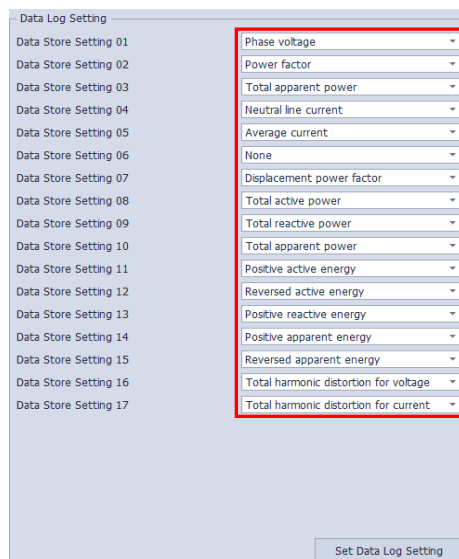 Data Log Setting
Data Store Setting 01 Phase voltage
Data Store Setting 02 Power factor
Data Store Setting 03 Total apparent power
Data Store Setting 04 Neutral line current
Data Store Setting 05 Average current
Data Store Setting 06 None
Data Store Setting 07 Displacement power factor
Data Store Setting 08 Total active power
Data Store Setting 09 Total reactive power
Data Store Setting 10 Total apparent power
Data Store Setting 11 Positive active energy
Data Store Setting 12 Reversed active energy
Data Store Setting 13 Positive reactive energy
Data Store Setting 14 Positive apparent energy
Data Store Setting 15 Reversed apparent energy
Data Store Setting 16 Total harmonic distortion for voltage
Data Store Setting 17 Total harmonic distortion for current
Set Data Log Setting